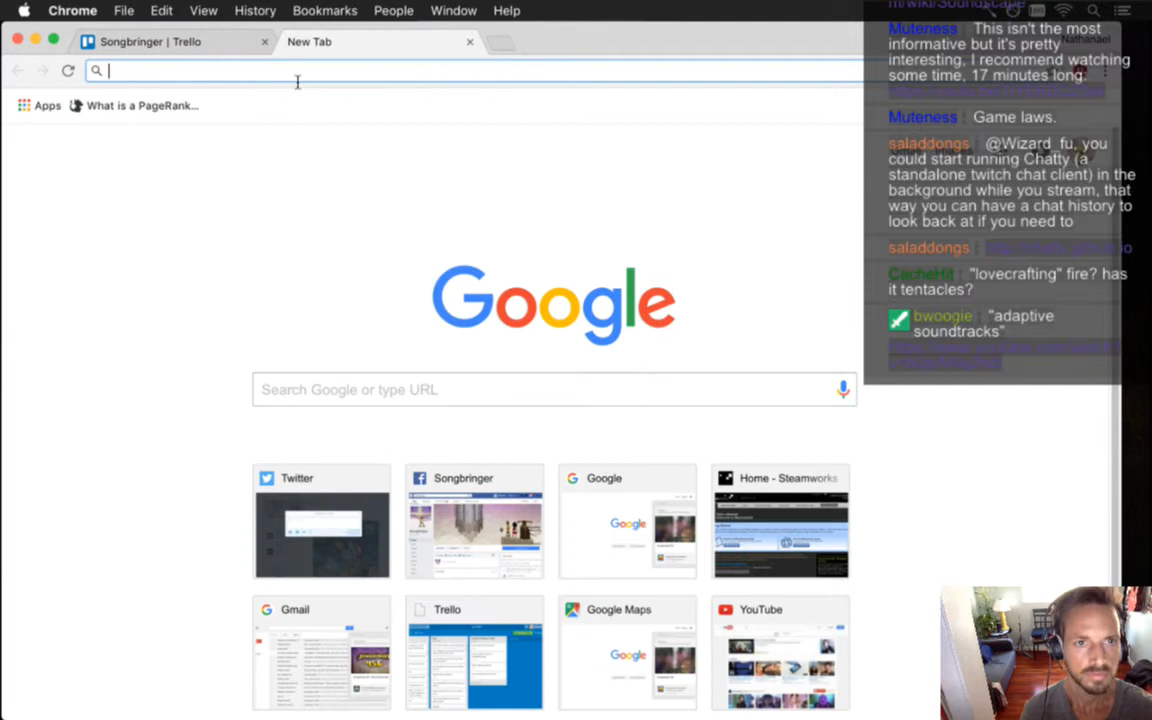 Chrome File Edit View History Bookmarks People Window Help
Songbringer | Trello
New Tab
Apps
What is a PageRank...
Muteness This isn't the most
informative but it's pretty
interesting, I recommend watching
some time, 17 minutes long:
Muteness : Game laws.
saladdongs @Wizard_fu, you
could start running Chatty (a
standalone twitch chat client) in the
background while you stream, that
way you can have a chat history to
look back at if you need to
saladdongs
CacheHit : "lovecrafting" fire? has
it tentacles?
bwoogie : "adaptive
soundtracks"
Google
Search Google or type URL
Twitter
Songbringer
Google
Home - Steamworks
Gmail
Trello
Google Maps
YouTube